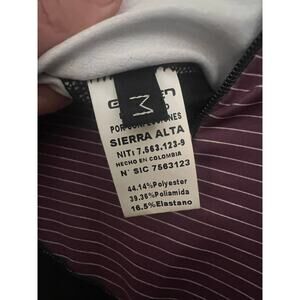 M
POR CONFECCIONES
SIERRA ALTA
NIT: 7.563.123-9
HECHO EN COLOMBIA
N° SIC 7563123
44.14%Polyester
39.36%Poliamida
16.5%Elastano